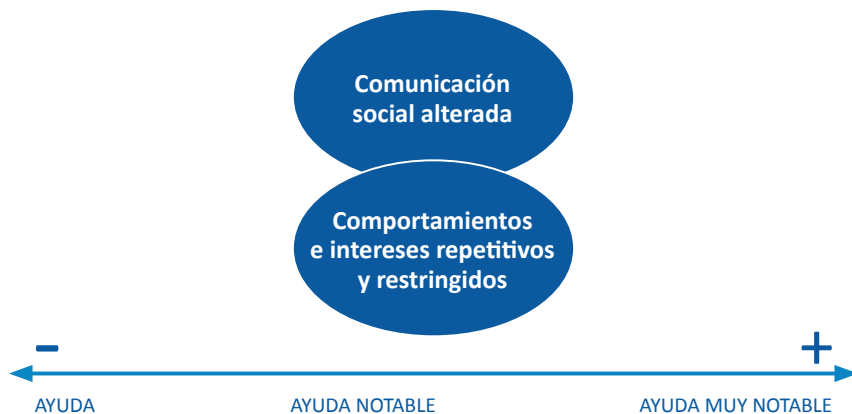 Comunicación
social alterada
Comportamientos
e intereses repetitivos
y restringidos
- +
AYUDA AYUDA NOTABLE AYUDA MUY NOTABLE